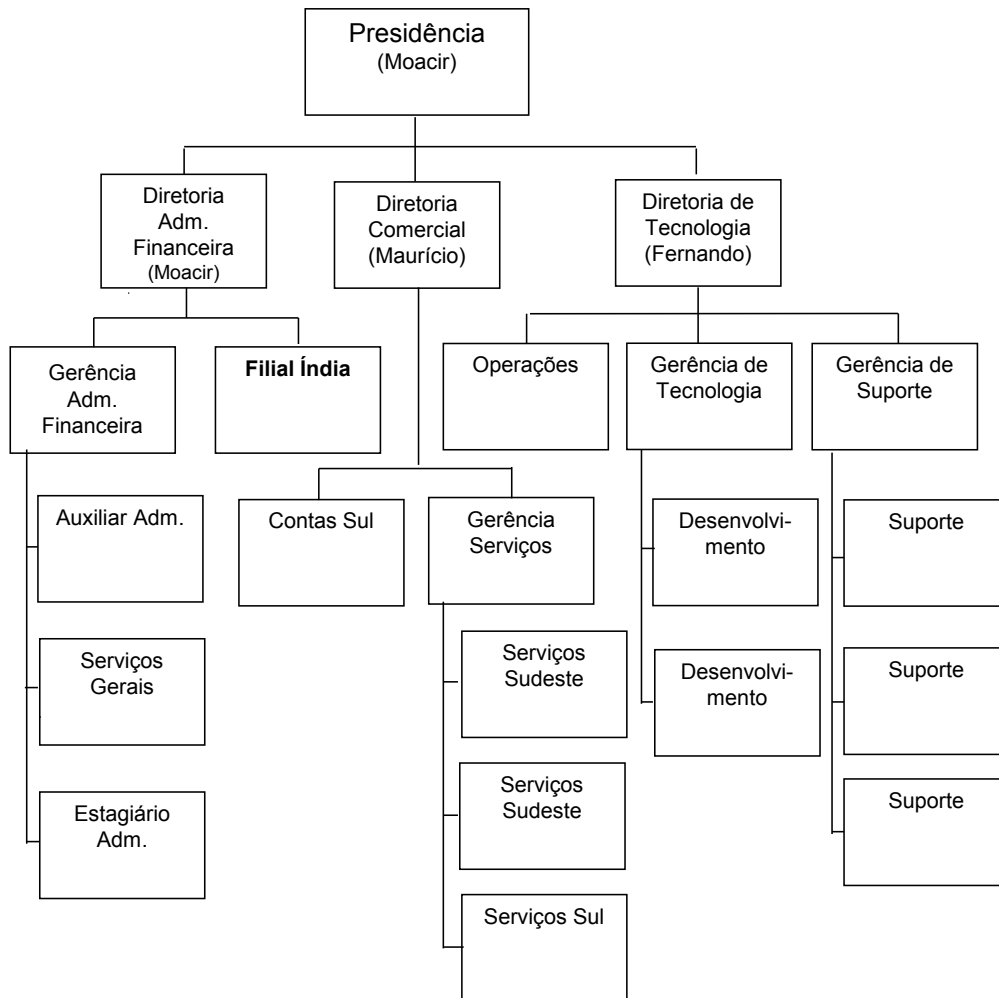 Presidência
(Moacir)
Diretoria
Adm.
Financeira
(Moacir)
Diretoria
Comercial
(Maurício)
Diretoria de
Tecnologia
(Fernando)
Gerência
Adm.
Financeira
Filial Índia
Operações
Gerência de
Tecnologia
Gerência de
Suporte
Auxiliar Adm.
Contas Sul
Gerência
Serviços
Desenvolvi-
mento
Suporte
Serviços
Gerais
Serviços
Sudeste
Desenvolvi-
mento
Suporte
Estagiário
Adm.
Serviços
Sudeste
Suporte
Serviços Sul